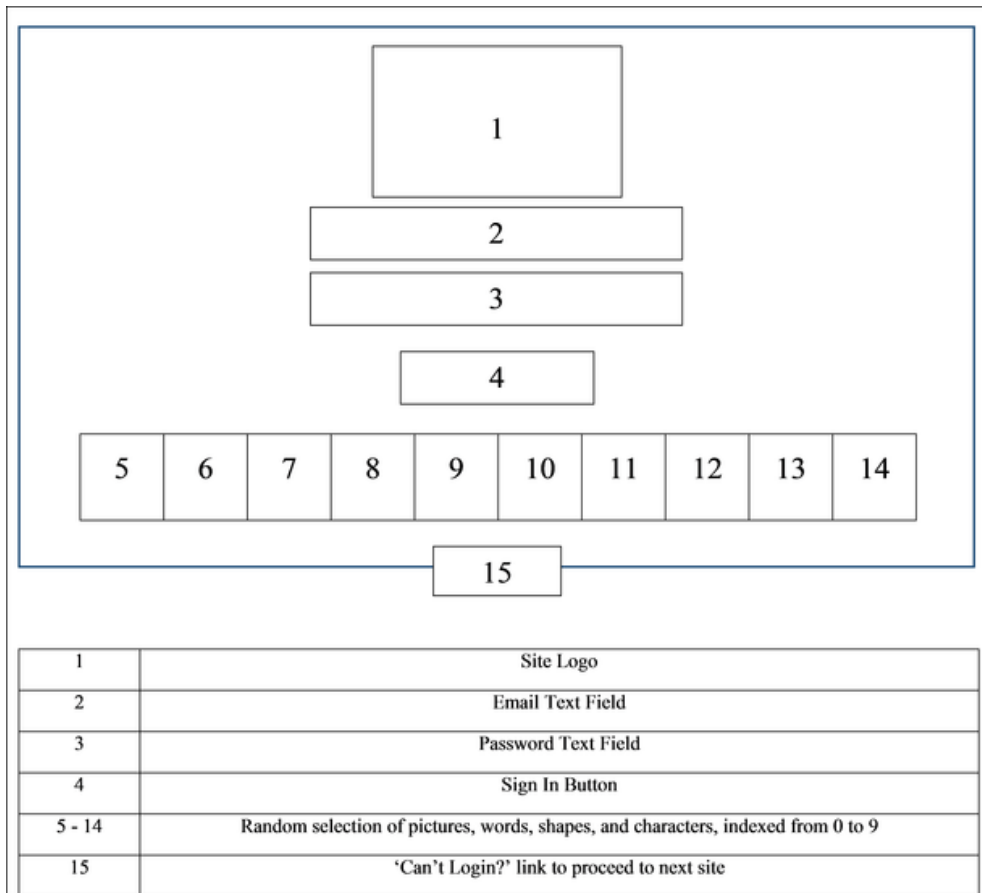 1
2
3
4
5 6 7 8 9 10 11 12 13 14
15
1 Site Logo
2 Email Text Field
3 Password Text Field
4 Sign In Button
5 - 14 Random selection of pictures, words, shapes, and characters, indexed from 0 to 9
15 ‘Can’t Login?’ link to proceed to next site